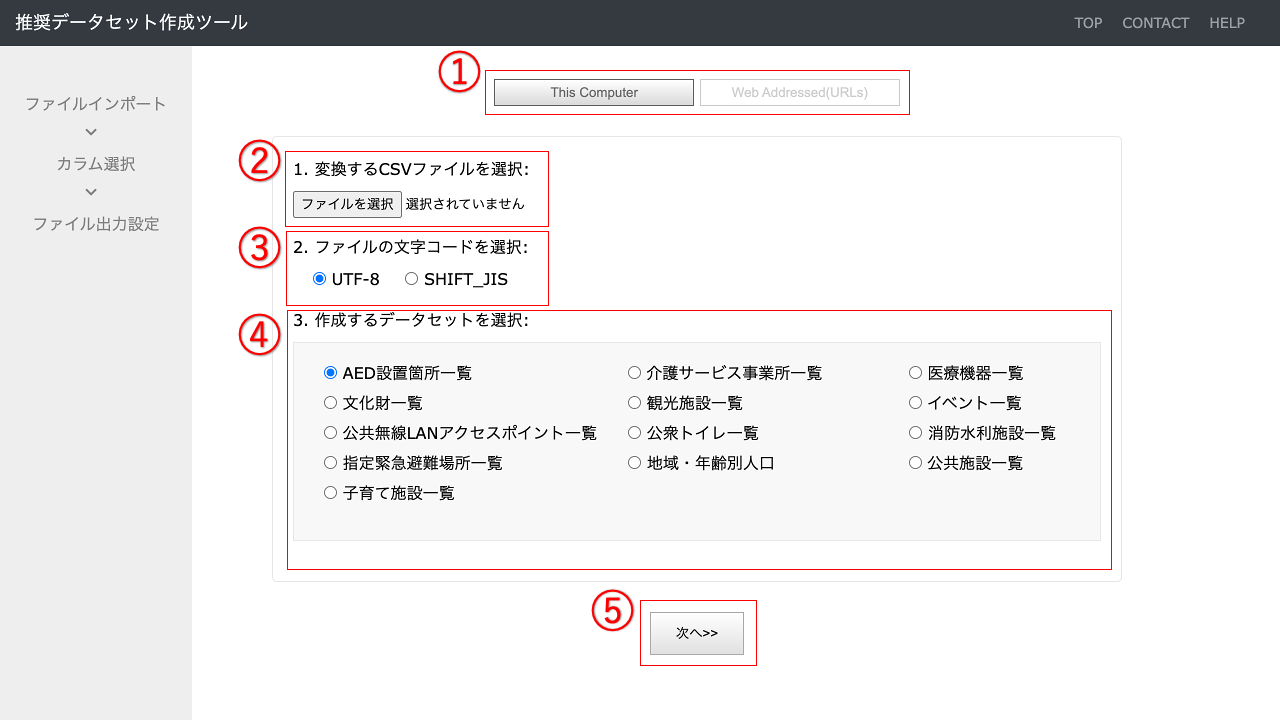 推奨データセット作成ツール TOP CONTACT HELP
ファイルインポート
カラム選択
ファイル出力設定
① This Computer Web Addressed(URLs)
② 1. 変換するCSVファイルを選択:
ファイルを選択 選択されていません
③ 2. ファイルの文字コードを選択:
UTF-8 SHIFT_JIS
④ 3. 作成するデータセットを選択:
AED設置箇所一覧 介護サービス事業所一覧 医療機器一覧
文化財一覧 観光施設一覧 イベント一覧
公共無線LANアクセスポイント一覧 公衆トイレ一覧 消防水利施設一覧
指定緊急避難場所一覧 地域・年齢別人口 公共施設一覧
子育て施設一覧
⑤ 次へ>>